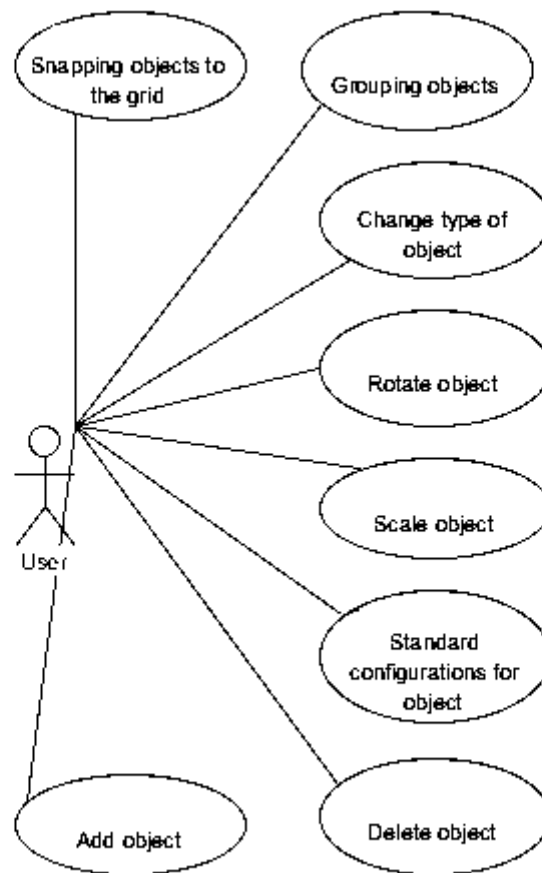 Snapping objects to
the grid
Grouping objects
Change type of
object
Rotate object
Scale object
User
Standard
configurations for
object
Add object
Delete object